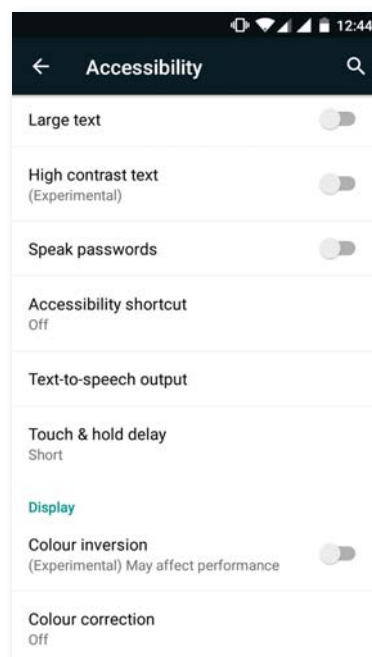 12:44
Accessibility
Large text
High contrast text
(Experimental)
Speak passwords
Accessibility shortcut
Off
Text-to-speech output
Touch & hold delay
Short
Display
Colour inversion
(Experimental) May affect performance
Colour correction
Off